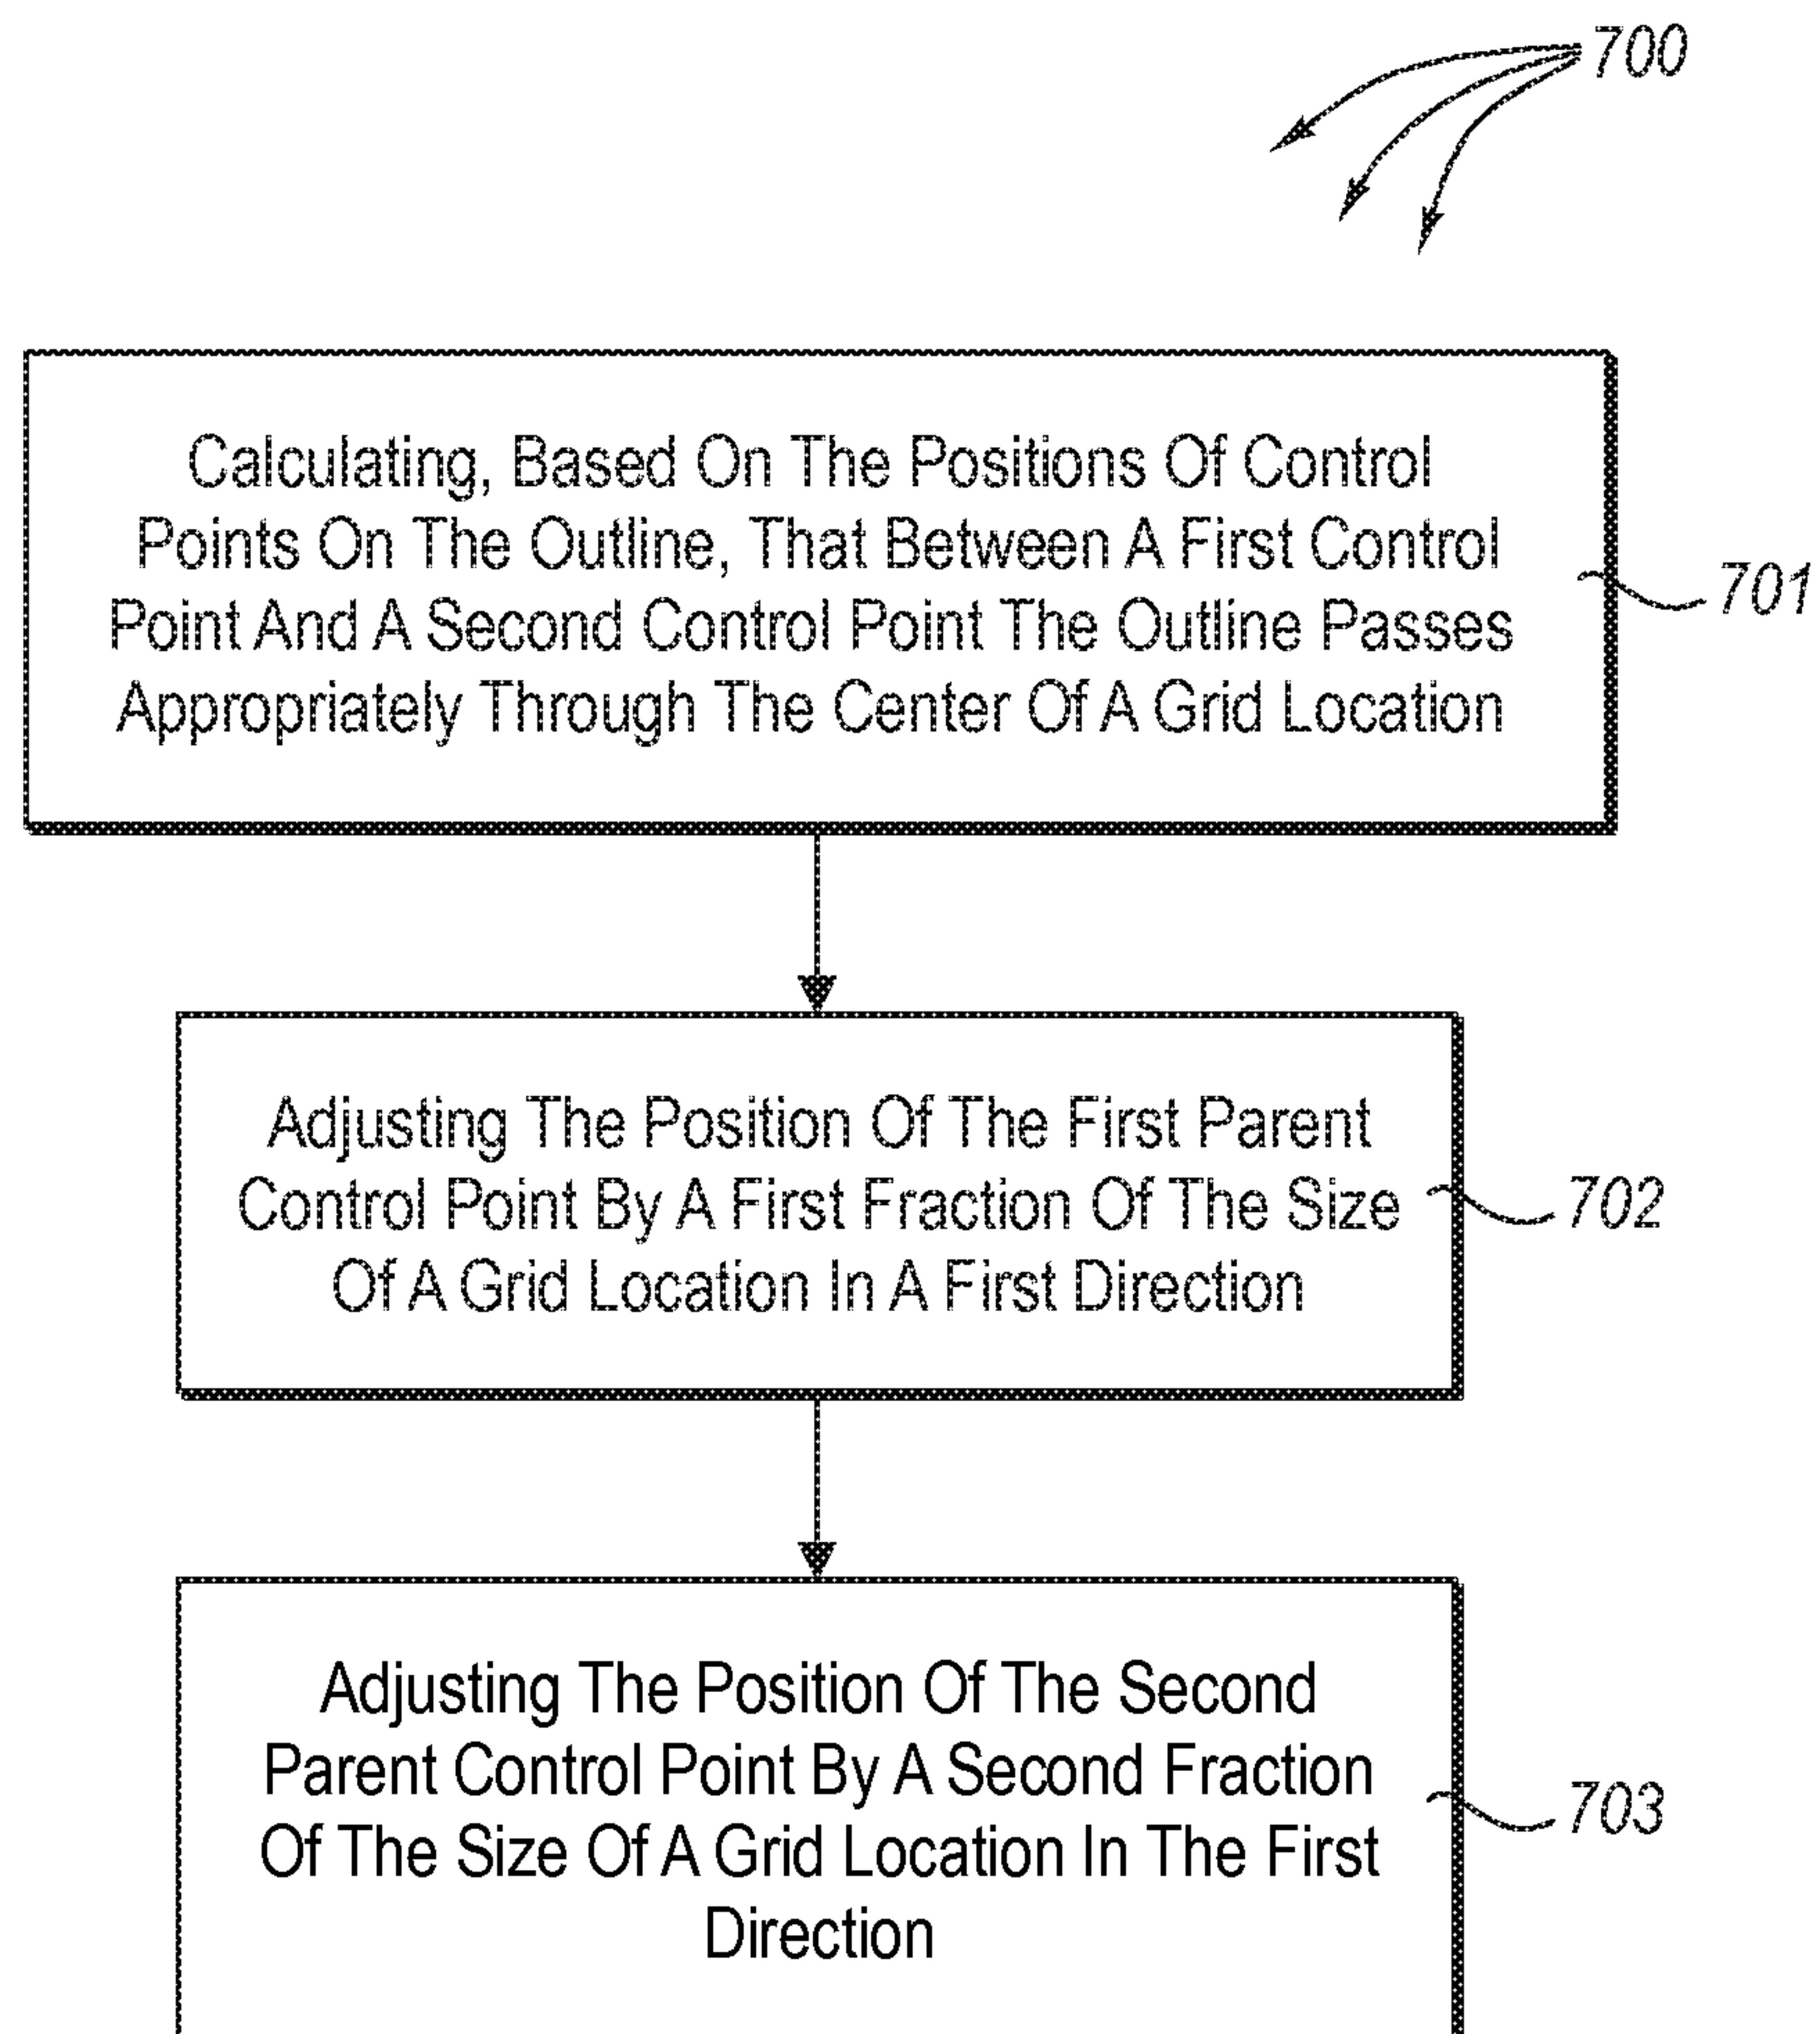 700
Calculating, Based On The Positions Of Control
Points On The Outline, That Between A First Control
Point And A Second Control Point The Outline Passes
Appropriately Through The Center Of A Grid Location
701
Adjusting The Position Of The First Parent
Control Point By A First Fraction Of The Size
Of A Grid Location In A First Direction
702
Adjusting The Position Of The Second
Parent Control Point By A Second Fraction
Of The Size Of A Grid Location In The First
Direction
703